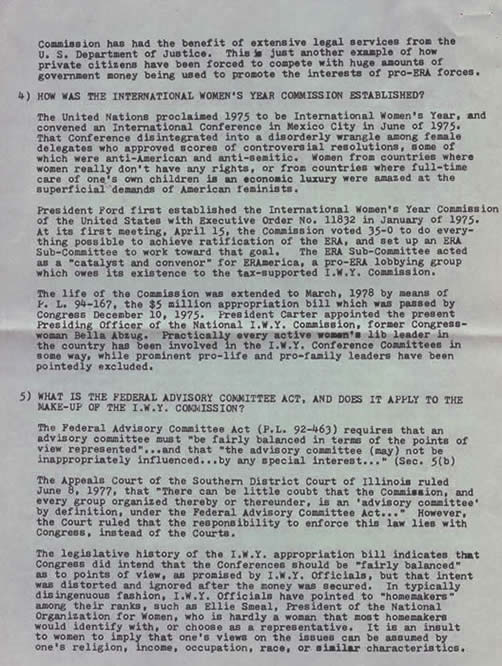 Commission has had the benefit of extensive legal services from the
U. S. Department of Justice. This is just another example of how
private citizens have been forced to compete with huge amounts of
government money being used to promote the interests of pro-ERA forces.
4) HOW WAS THE INTERNATIONAL WOMEN'S YEAR COMMISSION ESTABLISHED?
The United Nations proclaimed 1975 to be International Women's Year, and
convened an International Conference in Mexico City in June of 1975.
That Conference disintegrated into a disorderly wrangle among female
delegates who approved scores of controversial resolutions, some of
which were anti-American and anti-semitic. Women from countries where
women really don't have any rights, or from countries where full-time
care of one's own children is an economic luxury were amazed at the
superficial demands of American feminists.
President Ford first established the International Women's Year Commission
of the United States with Executive Order No. 11832 in January of 1975.
At its first meeting, April 15, the Commission voted 35-0 to do every-
thing possible to achieve ratification of the ERA, and set up an ERA
Sub-Committee to work toward that goal. The ERA Sub-Committee acted
as a "catalyst and convenor" for ERAmerica, a pro-ERA lobbying group
which owes its existence to the tax-supported I.W.Y. Commission.
The life of the Commission was extended to March, 1978 by means of
P. L. 94-167, the $5 million appropriation bill which was passed by
Congress December 10, 1975. President Carter appointed the present
Presiding Officer of the National I.W.Y. Commission, former Congress-
woman Bella Abzug. Practically every active women's lib leader in
the country has been involved in the I.W.Y. Conference Committees in
some way, while prominent pro-life and pro-family leaders have been
pointedly excluded.
5) WHAT IS THE FEDERAL ADVISORY COMMITTEE ACT, AND DOES IT APPLY TO THE
MAKE-UP OF THE I.W.Y. COMMISSION?
The Federal Advisory Committee Act (P.L. 92-463) requires that an
advisory committee must "be fairly balanced in terms of the points of
view represented"...and that "the advisory committee (may) not be
inappropriately influenced...by any special interest..." (Sec. 5(b)
The Appeals Court of the Southern District Court of Illinois ruled
June 8, 1977, that "There can be little coubt that the Commission, and
every group organized thereby or thereunder, is an 'advisory committee'
by definition, under the Federal Advisory Committee Act..." However,
the Court ruled that the responsibility to enforce this law lies with
Congress, instead of the Courts.
The legislative history of the I.W.Y. appropriation bill indicates that
Congress did intend that the Conferences should be "fairly balanced"
as to points of view, as promised by I.W.Y. Officials, but that intent
was distorted and ignored after the money was secured. In typically
disingenuous fashion, I.W.Y. Officials have pointed to "homemakers"
among their ranks, such as Ellie Smeal, President of the National
Organization for Women, who is hardly a woman that most homemakers
would identify with, or choose as a representative. It is an insult
to women to imply that one's views on the issues can be assumed by
one's religion, income, occupation, race, or similar characteristics.